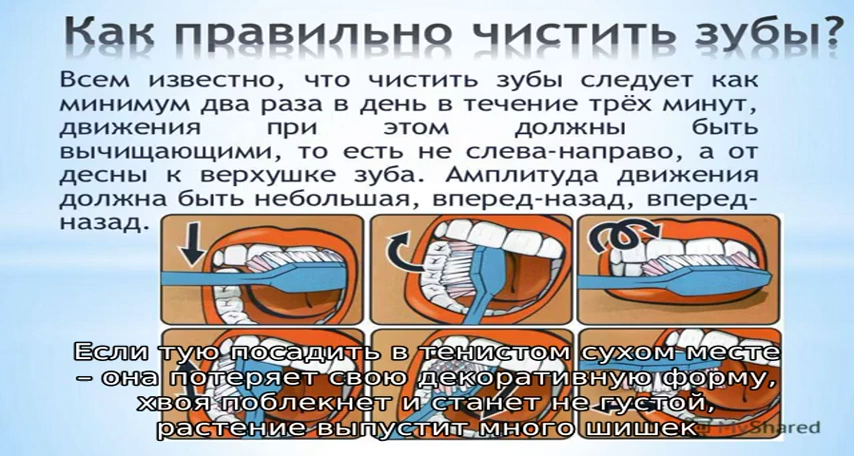 Как правильно чистить зубы?
Всем известно, что чистить зубы следует как
минимум два раза в день в течение трёх минут,
движения при этом должны быть
вычищающими, то есть не слева-направо, а от
десны к верхушке зуба. Амплитуда движения
должна быть небольшая, вперед-назад, вперед-
назад.
Если тую посадить в тенистом сухом месте
– она потеряет свою декоративную форму,
хвоя поблекнет и станет не густой,
растение выпустит много шишек
MyShared